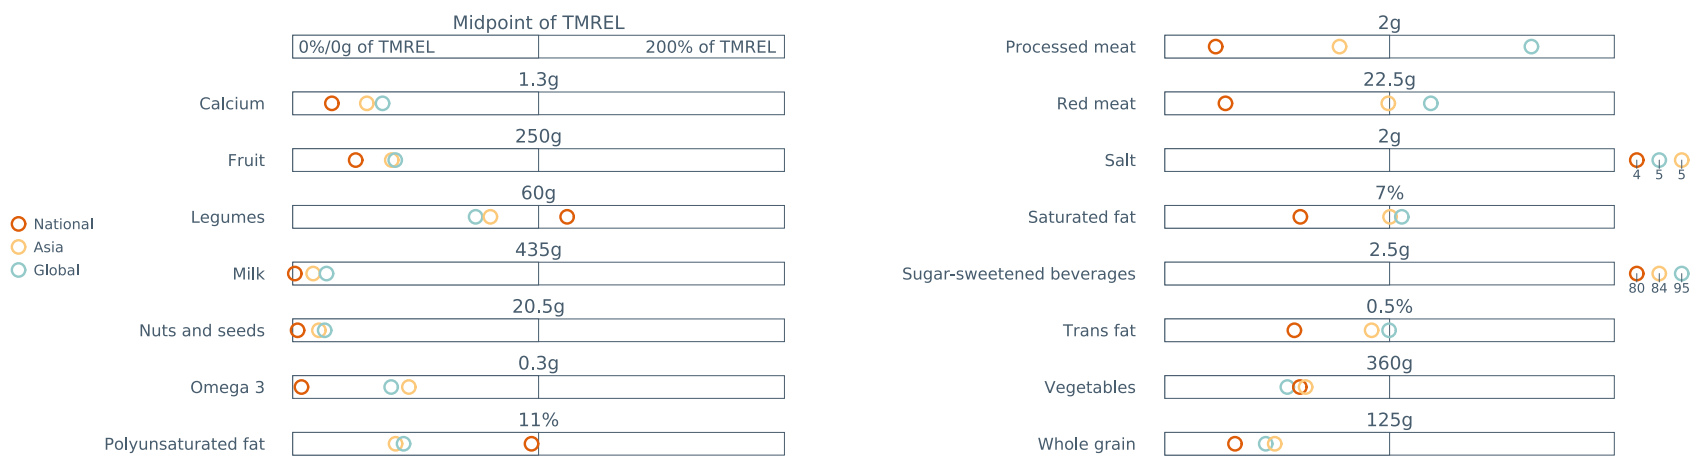 Midpoint of TMREL
0%/0g of TMREL 200% of TMREL
1.3g
Calcium
250g
Fruit
60g
Legumes
435g
Milk
20.5g
Nuts and seeds
0.3g
Omega 3
11%
Polyunsaturated fat
National
Asia
Global
2g
Processed meat
22.5g
Red meat
2g
Salt
4 5 5
7%
Saturated fat
2.5g
Sugar-sweetened beverages
80 84 95
0.5%
Trans fat
360g
Vegetables
125g
Whole grain